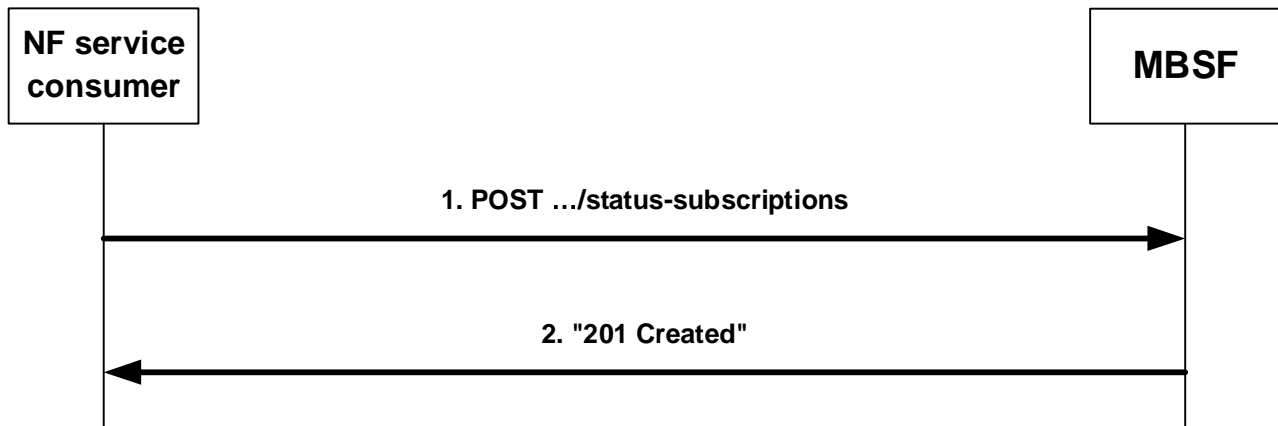 NF service
consumer
MBSF
1. POST …/status-subscriptions
2. "201 Created"